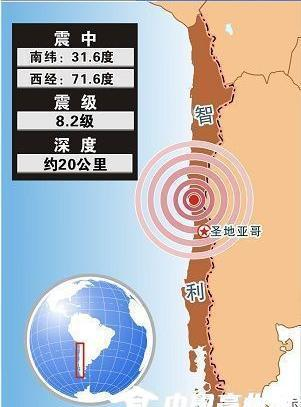 震中
南纬：31.6度
西经：71.6度
震级
8.2级
深度
约20公里
智
利
圣地亚哥